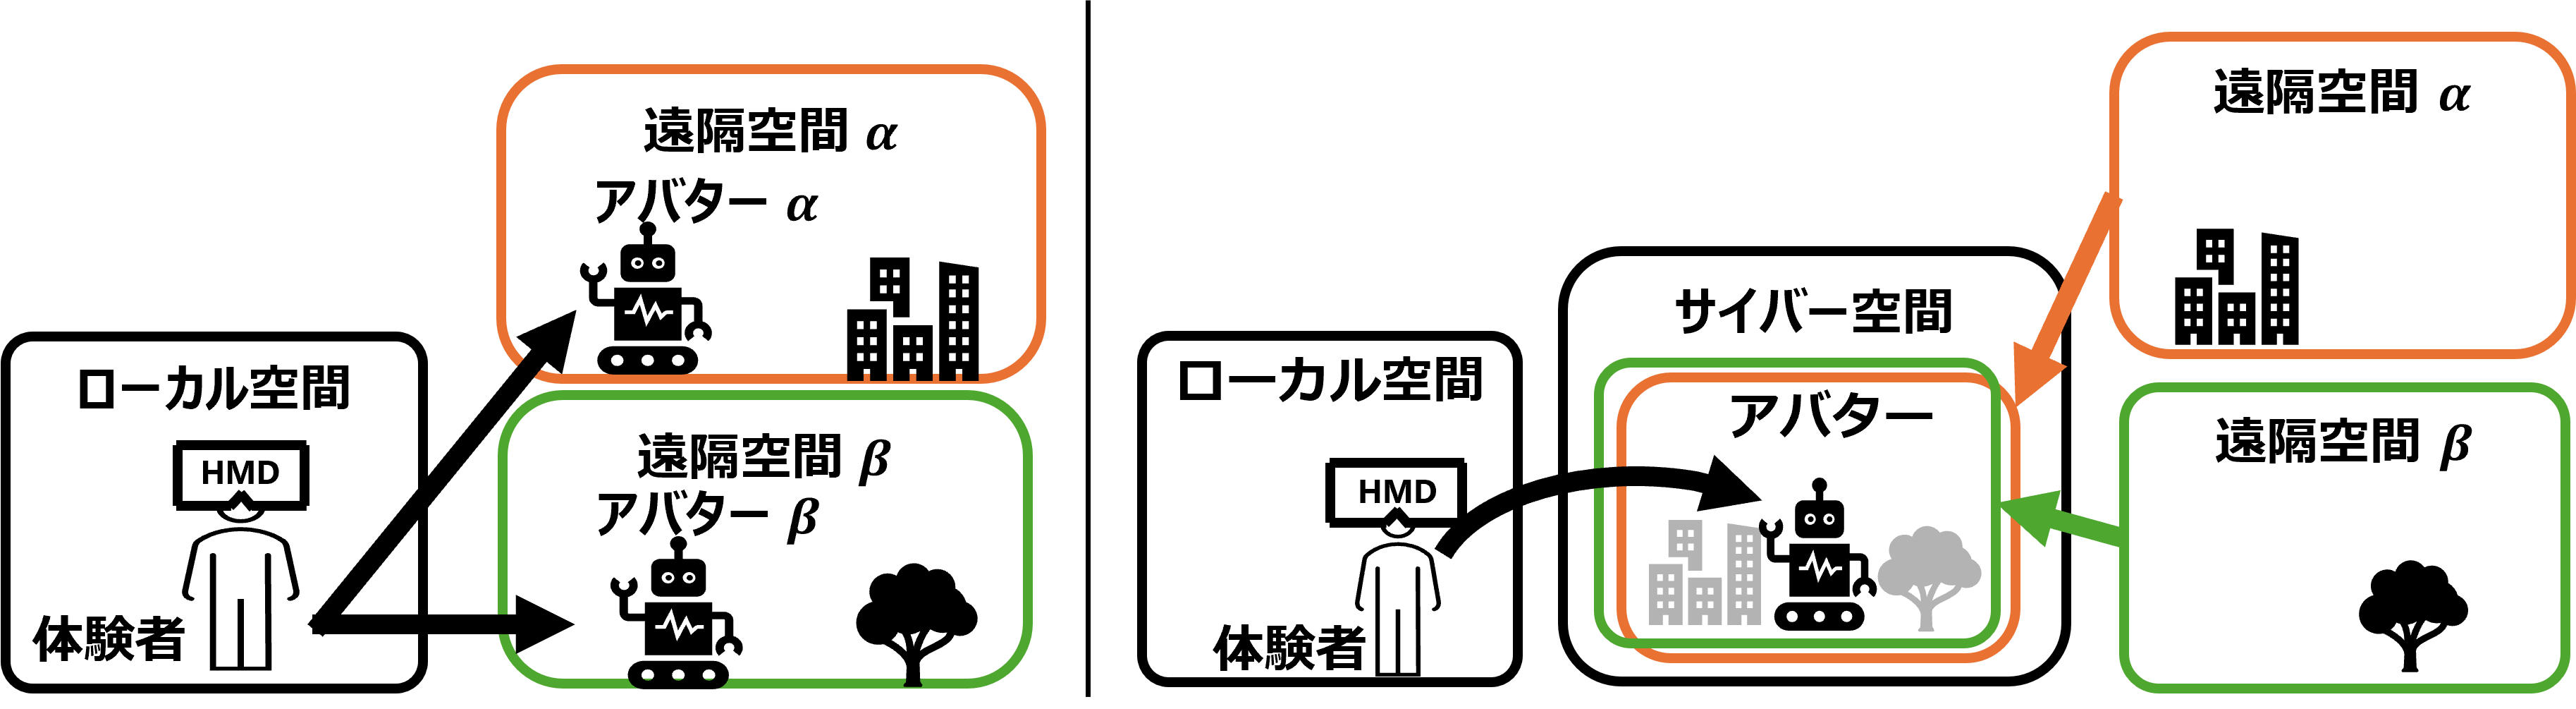 遠隔空間 α
アバター α
ローカル空間
HMD
体験者
遠隔空間 β
アバター β
遠隔空間 α
サイバー空間
ローカル空間
アバター
HMD
体験者
遠隔空間 β